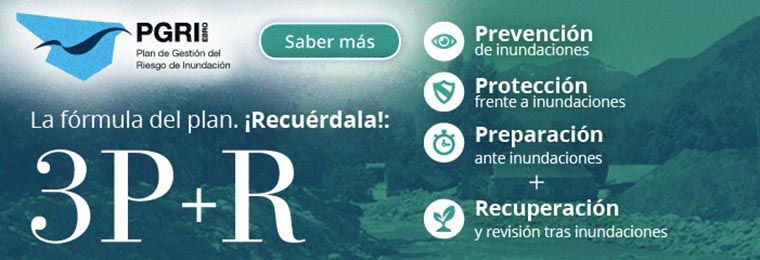 PGRI EBRO
Plan de Gestión del
Riesgo de Inundación
Saber más
La fórmula del plan. ¡Recuérdala!:
3P+R
Prevención
de inundaciones
Protección
frente a inundaciones
Preparación
ante inundaciones
+
Recuperación
y revisión tras inundaciones